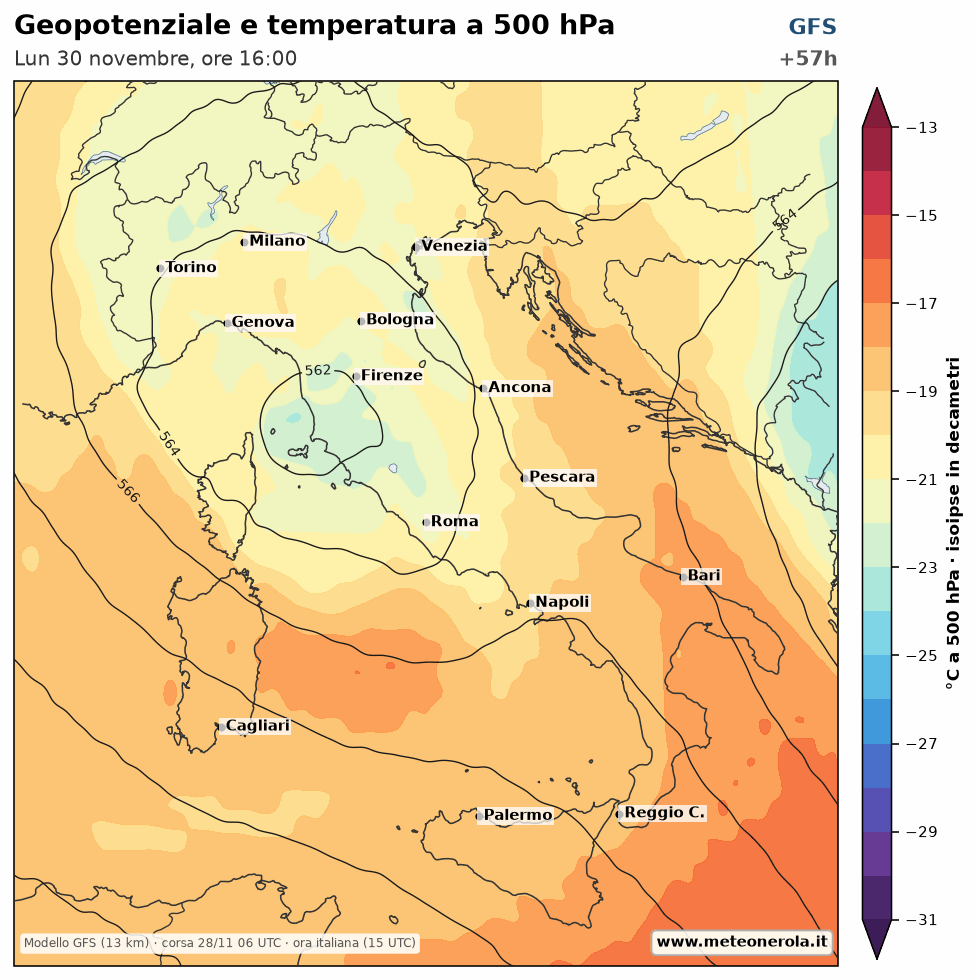 Geopotenziale e temperatura a 500 hPa
GFS
Lun 30 novembre, ore 16:00
+57h
564
Milano
Venezia
Torino
Genova
Bologna
562
Firenze
Ancona
564
566
Pescara
Roma
Bari
Napoli
Cagliari
Palermo
Reggio C.
Modello GFS (13 km) · corsa 28/11 06 UTC · ora italiana (15 UTC)
www.meteonerola.it
−13
−15
−17
−19
−21
−23
−25
−27
−29
−31
°C a 500 hPa · isoipse in decametri